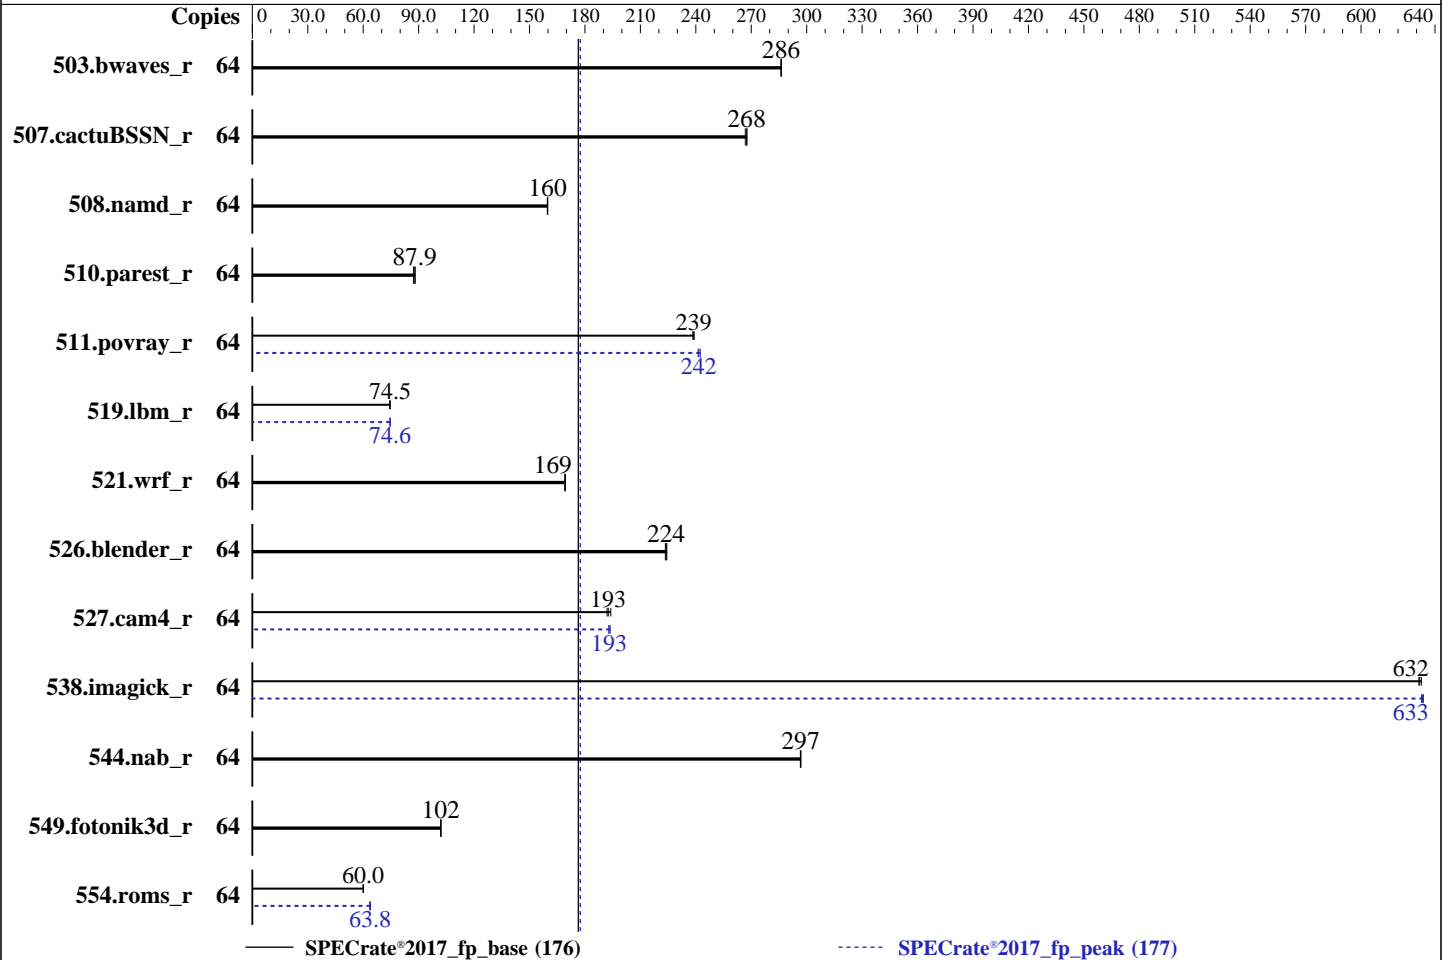 Copies 0 30.0 60.0 90.0 120 150 180 210 240 270 300 330 360 390 420 450 480 510 540 570 600 640
503.bwaves_r 64 286
507.cactuBSSN_r 64 268
508.namd_r 64 160
510.parest_r 64 87.9
511.povray_r 64 239
242
519.lbm_r 64 74.5
74.6
521.wrf_r 64 169
526.blender_r 64 224
527.cam4_r 64 193
193
538.imagick_r 64 632
633
544.nab_r 64 297
549.fotonik3d_r 64 102
554.roms_r 64 60.0
63.8
SPECrate®2017_fp_base (176) SPECrate®2017_fp_peak (177)